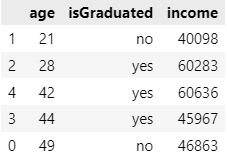 age isGraduated income
1 21 no 40098
2 28 yes 60283
4 42 yes 60636
3 44 yes 45967
0 49 no 46863